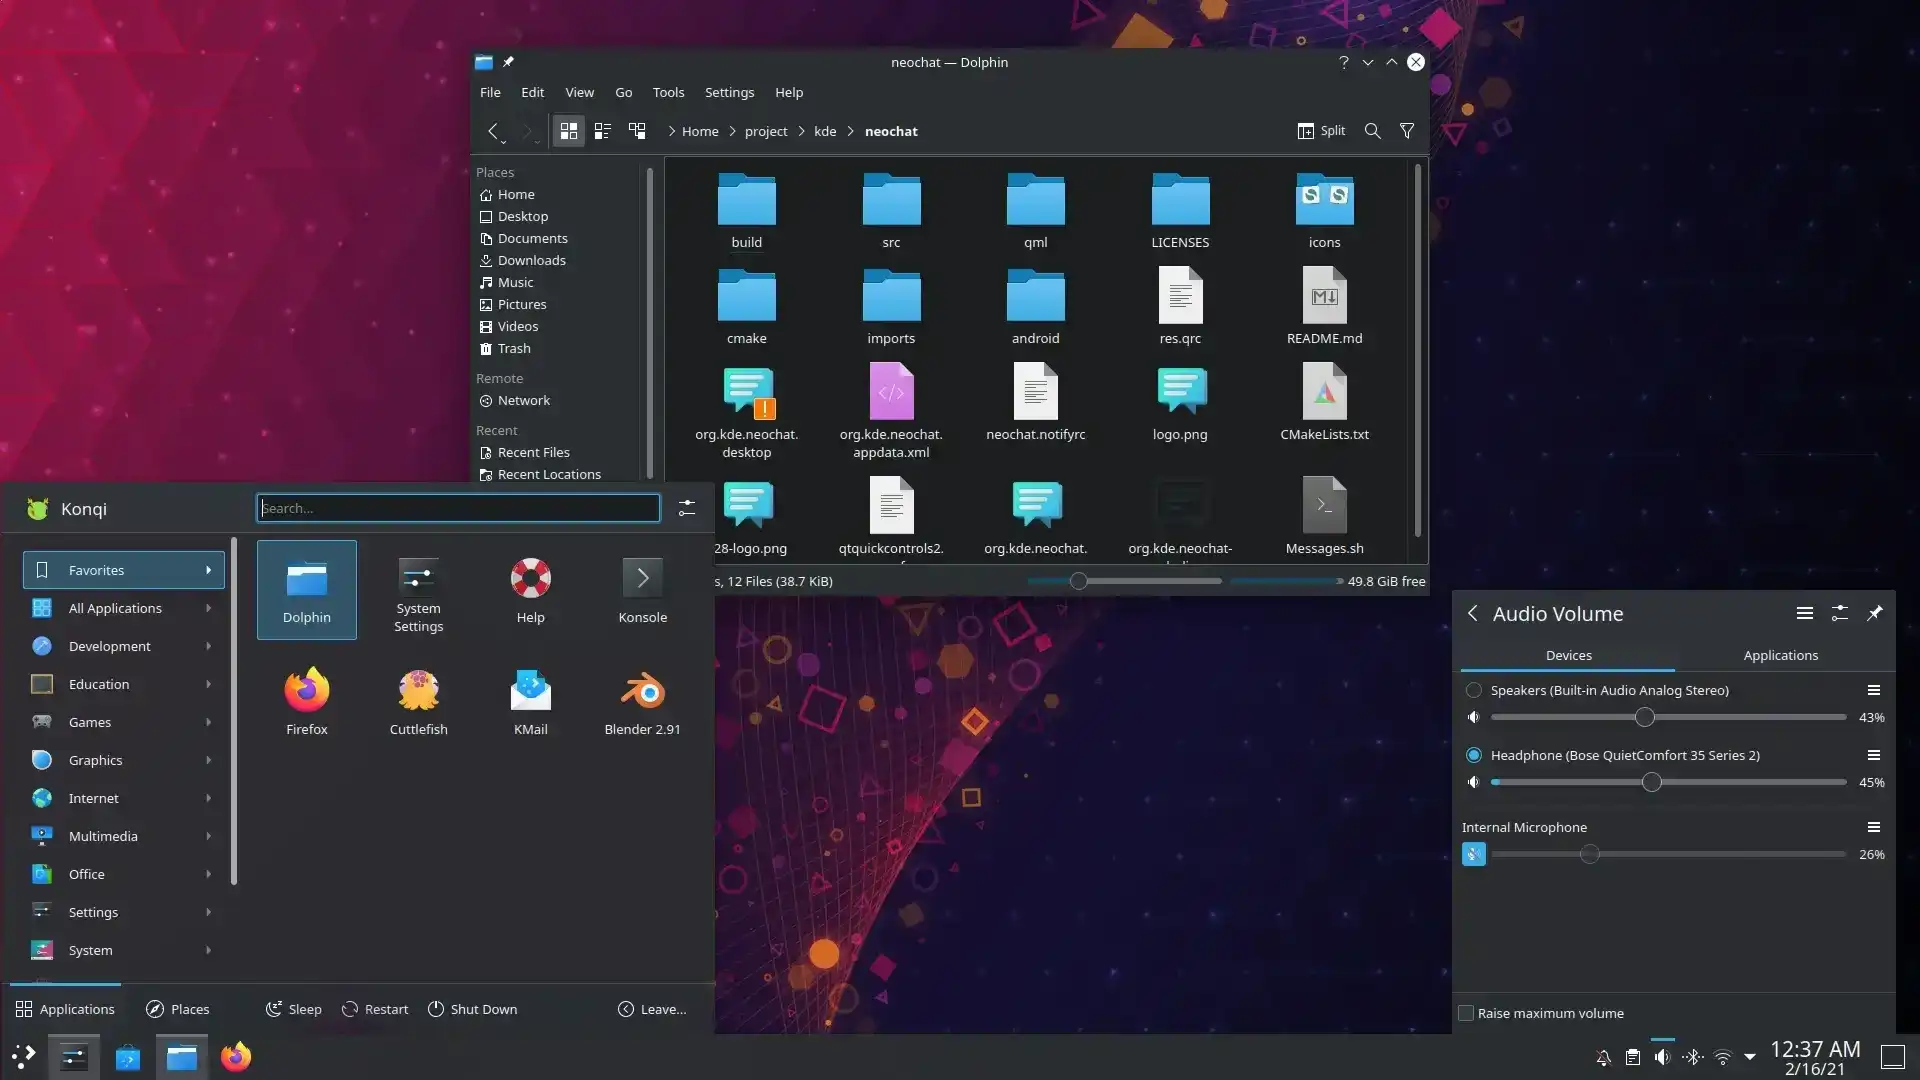 neochat — Dolphin
File Edit View Go Tools Settings Help
Home project kde neochat
Split
Places
Home
Desktop
Documents
Downloads
Music
Pictures
Videos
Trash
Remote
Network
Recent
Recent Files
Recent Locations
build src qml LICENSES icons
cmake imports android res.qrc README.md
org.kde.neochat.
desktop
org.kde.neochat.
appdata.xml
neochat.notifyrc
logo.png
CMakeLists.txt
28-logo.png
qtquickcontrols2.
org.kde.neochat.
org.kde.neochat-
Messages.sh
s, 12 Files (38.7 KiB)
49.8 GiB free
Konqi
Search...
Favorites
All Applications
Development
Education
Games
Graphics
Internet
Multimedia
Office
Settings
System
Dolphin
System
Settings
Help
Konsole
Firefox
Cuttlefish
KMail
Blender 2.91
Applications Places Sleep Restart Shut Down Leave...
Audio Volume
Devices Applications
Speakers (Built-in Audio Analog Stereo)
43%
Headphone (Bose QuietComfort 35 Series 2)
45%
Internal Microphone
26%
Raise maximum volume
12:37 AM
2/16/21